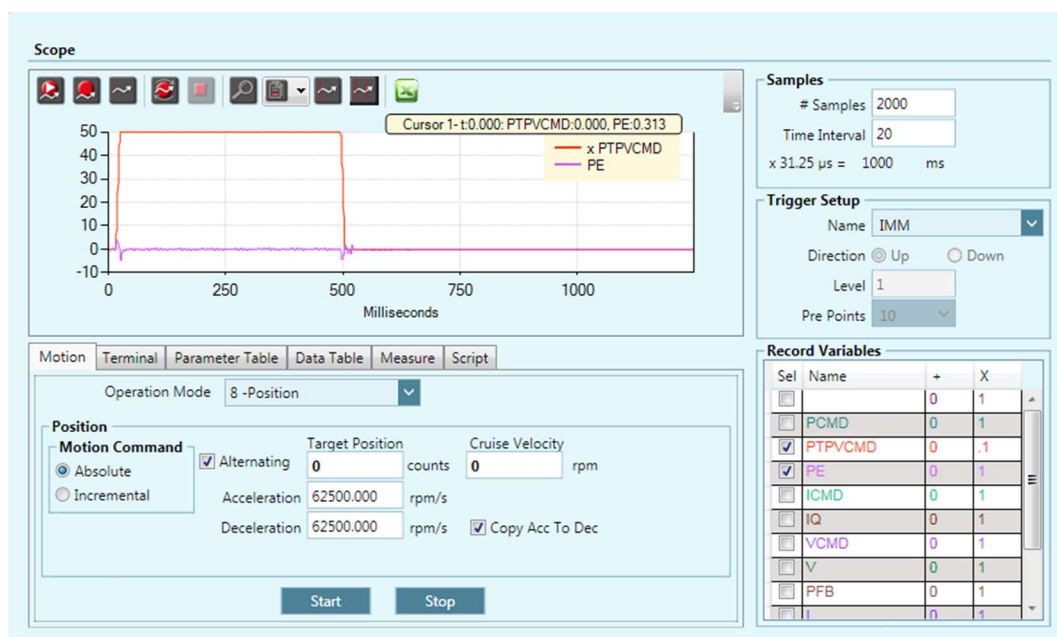 Scope
Cursor 1- t:0.000: PTPVCMD:0.000, PE:0.313
x PTPVCMD
PE
50
40
30
20
10
0
-10
0 250 500 750 1000
Milliseconds
Samples
# Samples 2000
Time Interval 20
x 31.25 µs = 1000 ms
Trigger Setup
Name IMM
Direction Up Down
Level 1
Pre Points 10
Motion Terminal Parameter Table Data Table Measure Script
Operation Mode 8 -Position
Position
Motion Command
Absolute
Incremental
Target Position Cruise Velocity
Alternating 0 counts 0 rpm
Acceleration 62500.000 rpm/s
Deceleration 62500.000 rpm/s Copy Acc To Dec
Start Stop
Record Variables
Sel Name + X
0 1
PCMD 0 1
PTPVCMD 0 .1
PE 0 1
ICMD 0 1
IQ 0 1
VCMD 0 1
V 0 1
PFB 0 1
I 0 1